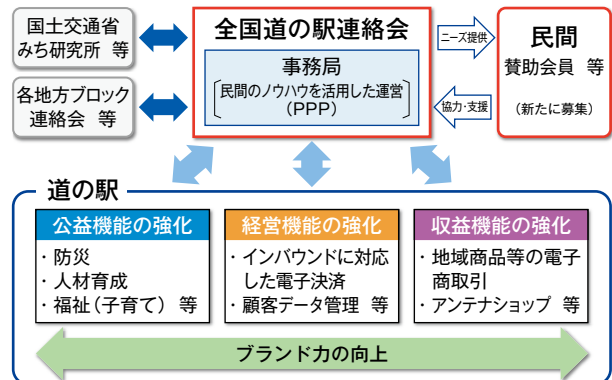 国土交通省
みち研究所 等
各地方ブロック
連絡会 等
全国道の駅連絡会
事務局
〔民間のノウハウを活用した運営
(PPP)〕
ニーズ提供
協力・支援
民間
賛助会員 等
(新たに募集)
道の駅
公益機能の強化
・防災
・人材育成
・福祉(子育て) 等
経営機能の強化
・インバウンドに対応
した電子決済
・顧客データ管理 等
収益機能の強化
・地域商品等の電子
商取引
・アンテナショップ 等
ブランド力の向上